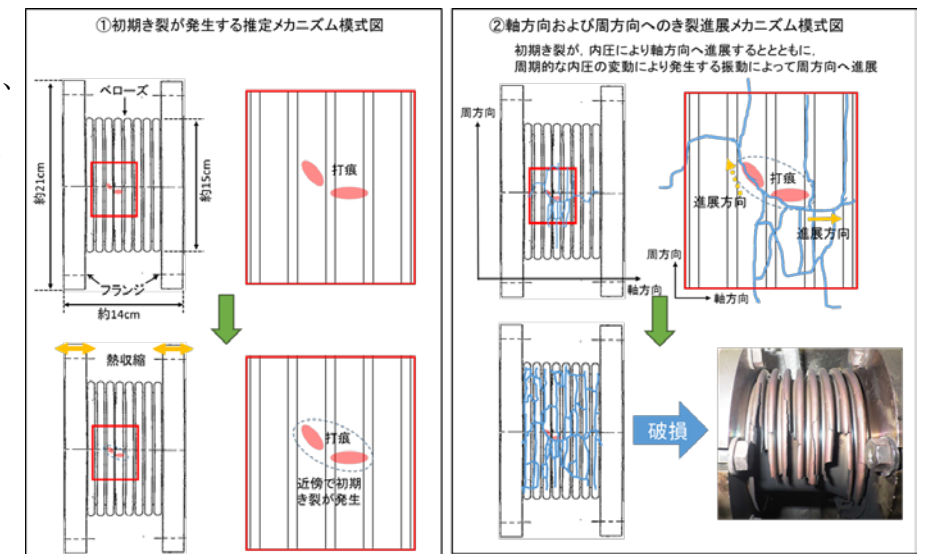 、
①初期き裂が発生する推定メカニズム模式図
ベローズ
約21cm
約15cm
打痕
フランジ
約14cm
熱収縮
打痕
近傍で初期
き裂が発生
②軸方向および周方向へのき裂進展メカニズム模式図
初期き裂が，内圧により軸方向へ進展するととともに，
周期的な内圧の変動により発生する振動によって周方向へ進展
周方向
軸方向
打痕
進展方向
進展方向
周方向
軸方向
破損